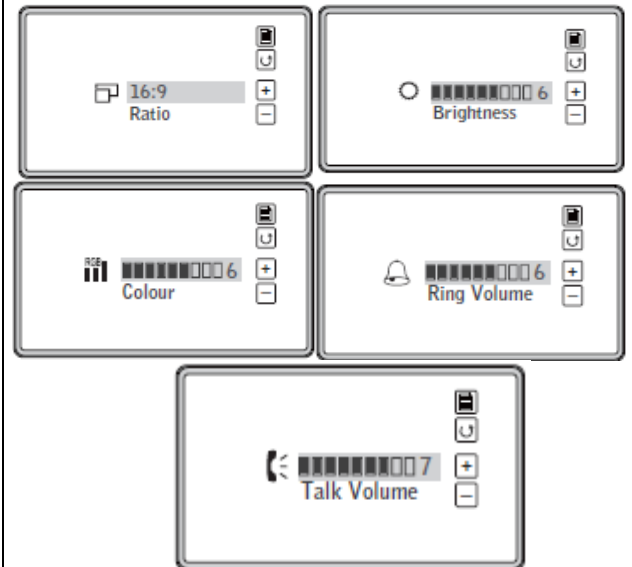 16:9
Ratio
6
Brightness
RGB
6
Colour
6
Ring Volume
7
Talk Volume